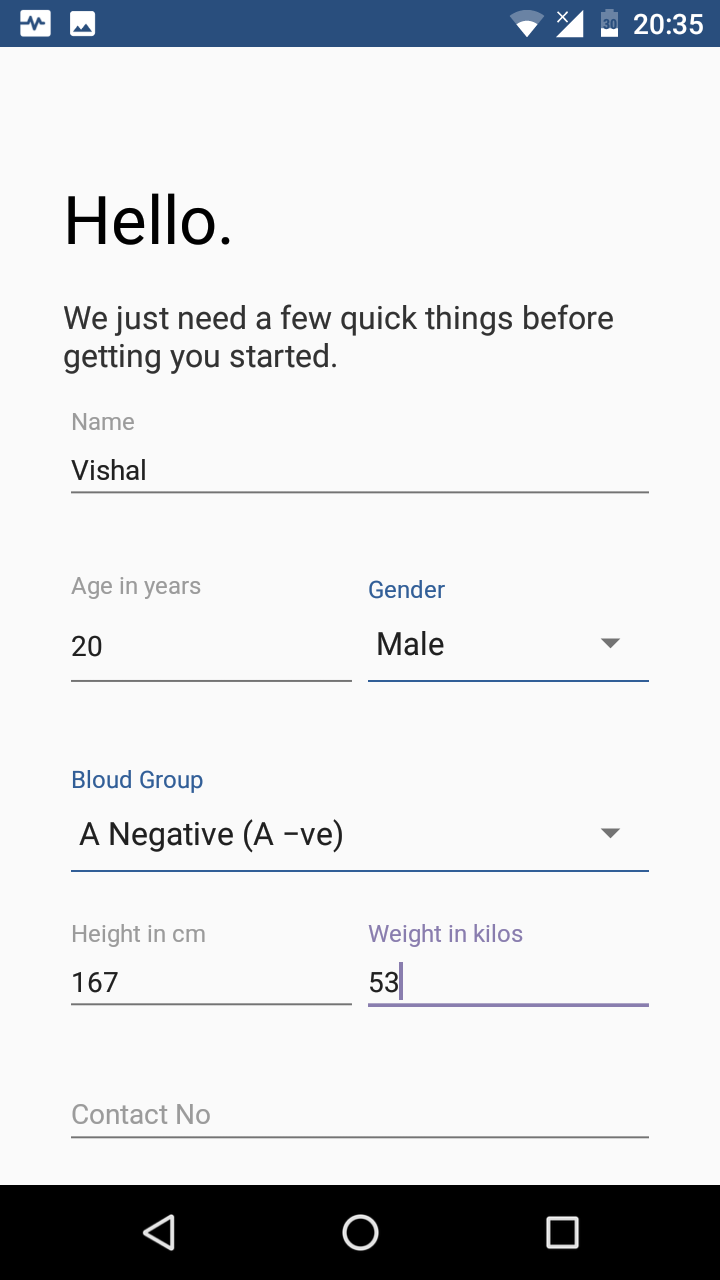 30 20:35
Hello.
We just need a few quick things before
getting you started.
Name
Vishal
Age in years Gender
20 Male
Bloud Group
A Negative (A −ve)
Height in cm Weight in kilos
167 53
Contact No